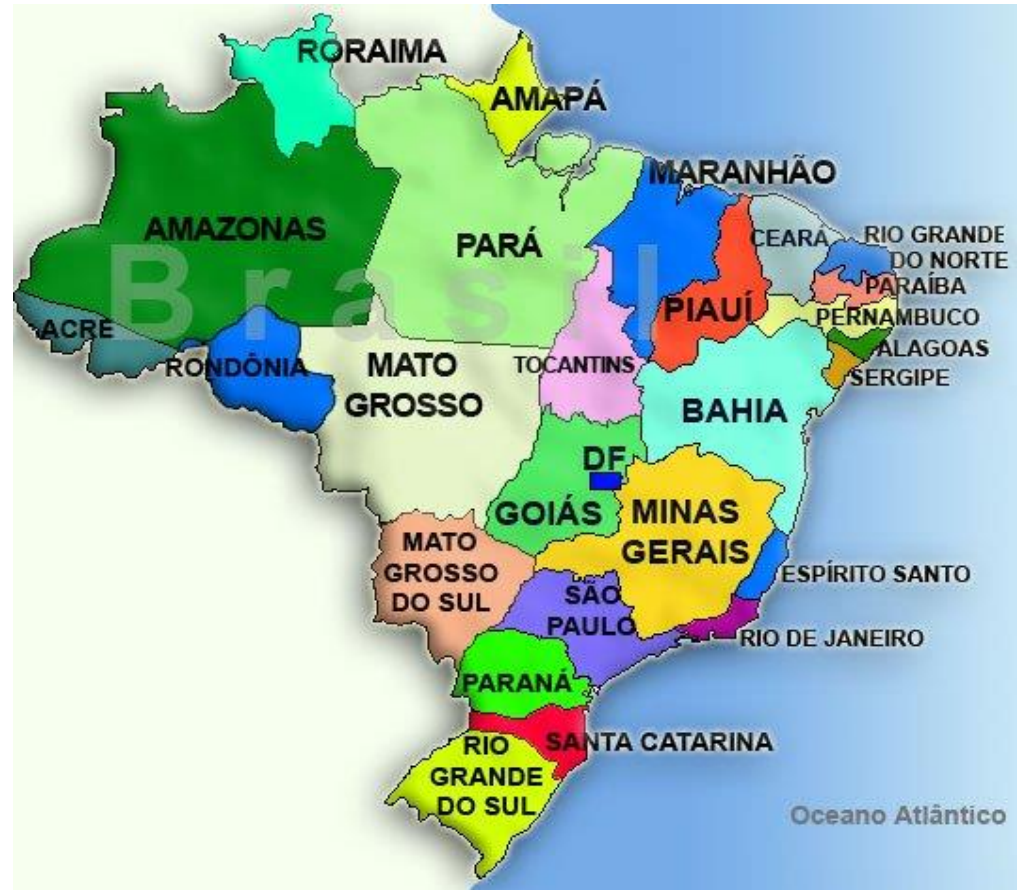 RORAIMA
AMAPÁ
MARANHÃO
AMAZONAS
PARÁ
CEARÁ
RIO GRANDE
DO NORTE
PARAÍBA
Brasil
PIAUÍ
PERNAMBUCO
ACRE
RONDÔNIA
MATO
GROSSO
TOCANTINS
ALAGOAS
SERGIPE
BAHIA
DF
GOIÁS
MINAS
GERAIS
MATO
GROSSO
DO SUL
ESPÍRITO SANTO
SÃO
PAULO
RIO DE JANEIRO
PARANÁ
SANTA CATARINA
RIO
GRANDE
DO SUL
Oceano Atlântico